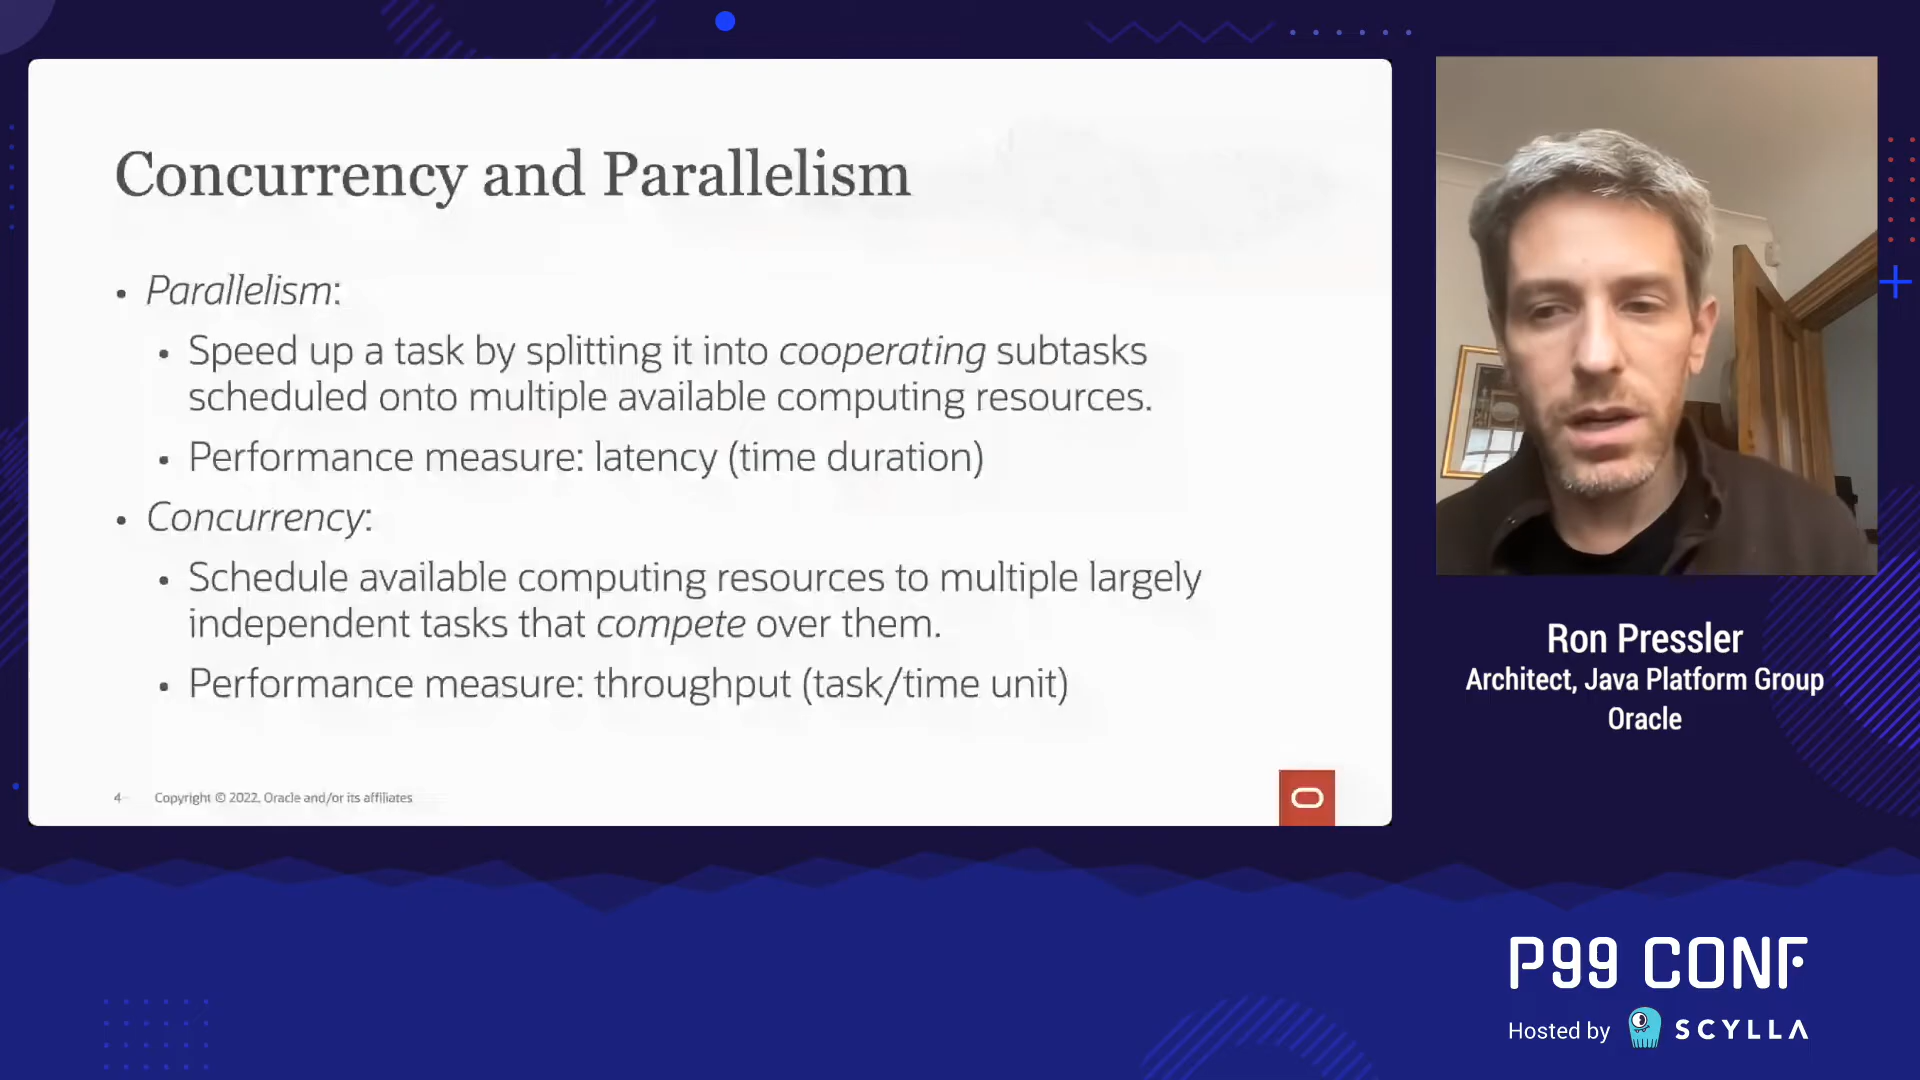 Concurrency and Parallelism
• Parallelism:
• Speed up a task by splitting it into cooperating subtasks
scheduled onto multiple available computing resources.
• Performance measure: latency (time duration)
• Concurrency:
• Schedule available computing resources to multiple largely
independent tasks that compete over them.
• Performance measure: throughput (task/time unit)
4 Copyright © 2022, Oracle and/or its affiliates
Ron Pressler
Architect, Java Platform Group
Oracle
P99 CONF
Hosted by SCYLLA